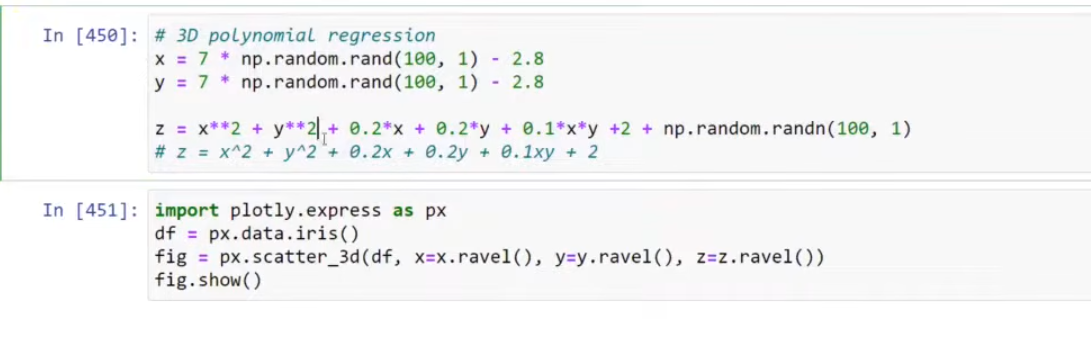 In [450]: # 3D polynomial regression
x = 7 * np.random.rand(100, 1) - 2.8
y = 7 * np.random.rand(100, 1) - 2.8
z = x**2 + y**2 + 0.2*x + 0.2*y + 0.1*x*y +2 + np.random.randn(100, 1)
# z = x^2 + y^2 + 0.2x + 0.2y + 0.1xy + 2
In [451]: import plotly.express as px
df = px.data.iris()
fig = px.scatter_3d(df, x=x.ravel(), y=y.ravel(), z=z.ravel())
fig.show()